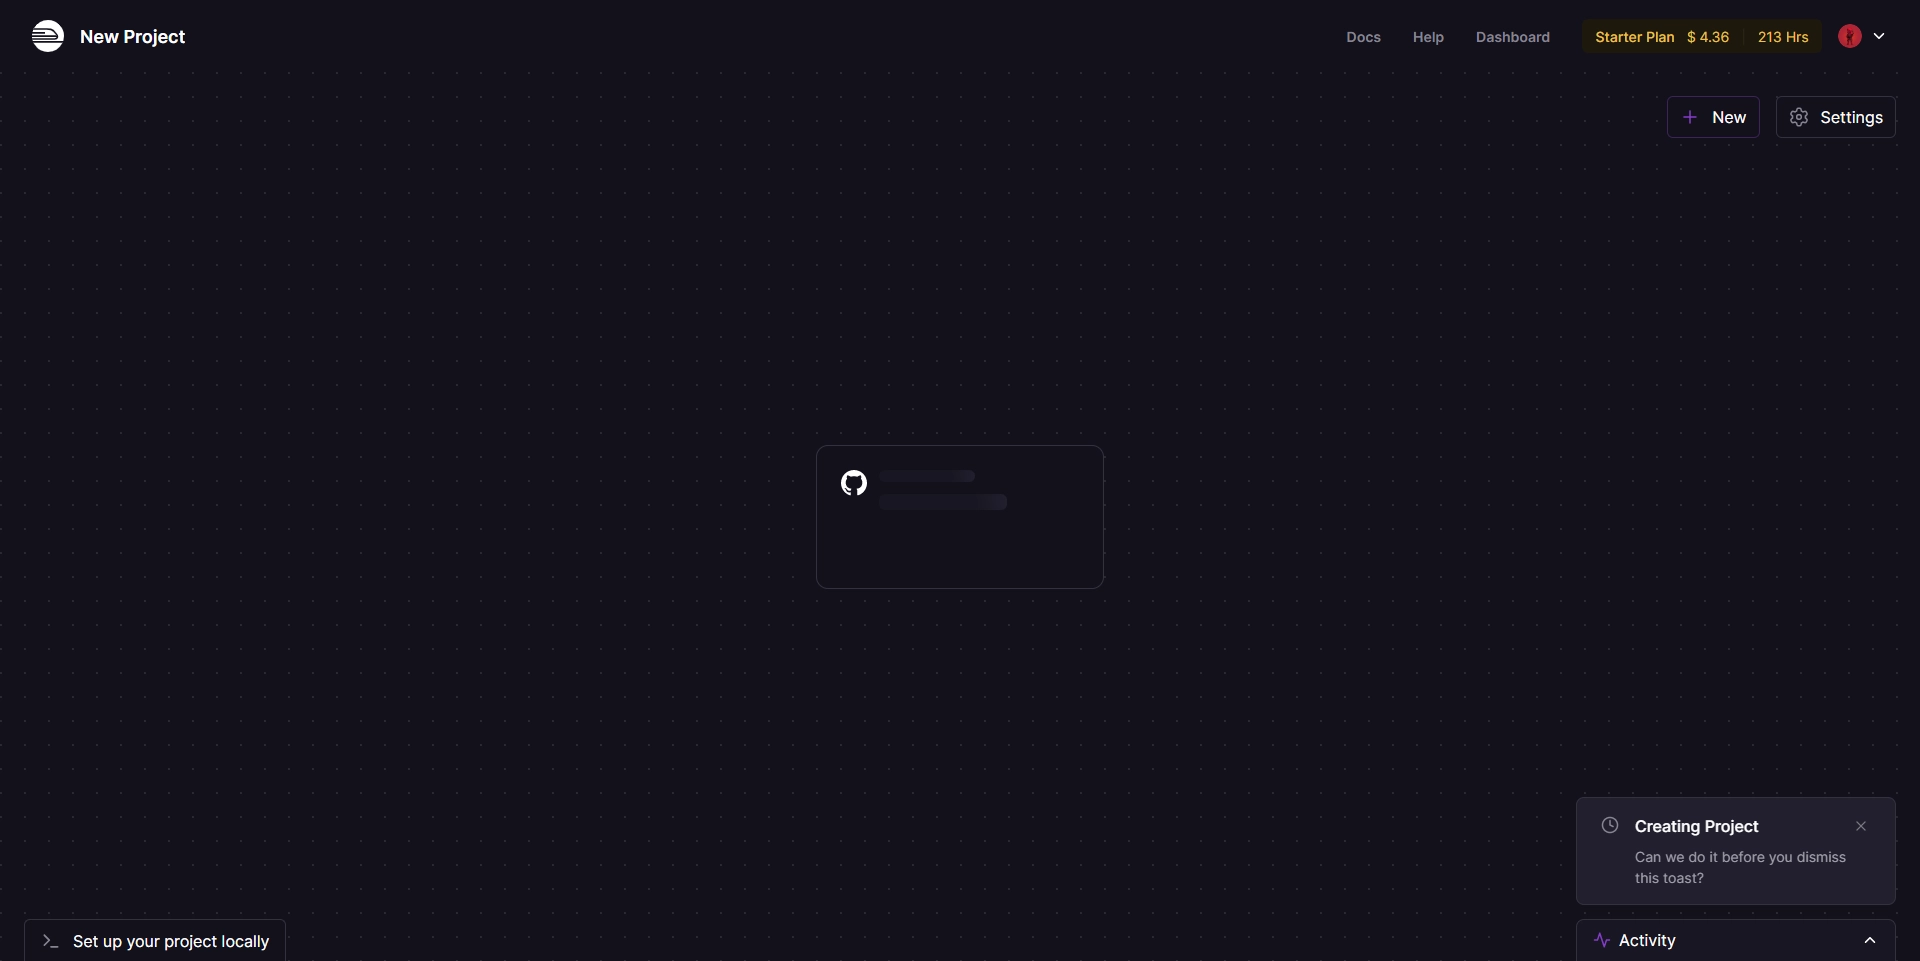 New Project
Docs
Help
Dashboard
Starter Plan $ 4.36 213 Hrs
New
Settings
Creating Project
Can we do it before you dismiss
this toast?
Set up your project locally
Activity